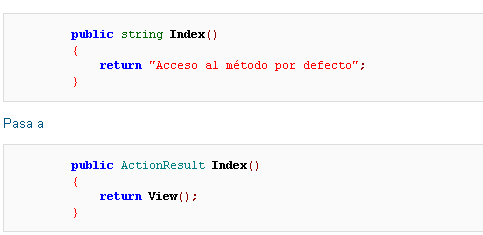 public string Index()
{
return "Acceso al método por defecto";
}
Pasa a
public ActionResult Index()
{
return View();
}